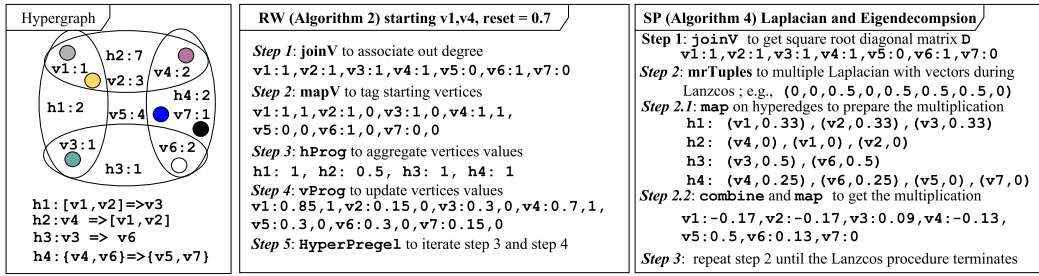 Hypergraph
h2:7
v1:1
v4:2
v2:3
h4:2
h1:2
v5:4
v7:1
v3:1
v6:2
h3:1
h1:[v1,v2]=>v3
h2:v4 =>[v1,v2]
h3:v3 => v6
h4:{v4,v6}=>{v5,v7}
RW (Algorithm 2) starting v1,v4, reset = 0.7
Step 1: joinV to associate out degree
v1:1,v2:1,v3:1,v4:1,v5:0,v6:1,v7:0
Step 2: mapV to tag starting vertices
v1:1,1,v2:1,0,v3:1,0,v4:1,1,
v5:0,0,v6:1,0,v7:0,0
Step 3: hProg to aggregate vertices values
h1: 1, h2: 0.5, h3: 1, h4: 1
Step 4: vProg to update vertices values
v1:0.85,1,v2:0.15,0,v3:0.3,0,v4:0.7,1,
v5:0.3,0,v6:0.3,0,v7:0.15,0
Step 5: HyperPregel to iterate step 3 and step 4
SP (Algorithm 4) Laplacian and Eigendecompsion
Step 1: joinV to get square root diagonal matrix D
v1:1,v2:1,v3:1,v4:1,v5:0,v6:1,v7:0
Step 2: mrTuples to multiple Laplacian with vectors during
Lanzcos ; e.g., (0,0,0.5,0,0.5,0.5,0.5,0)
Step 2.1: map on hyperedges to prepare the multiplication
h1: (v1,0.33),(v2,0.33),(v3,0.33)
h2: (v4,0),(v1,0),(v2,0)
h3: (v3,0.5),(v6,0.5)
h4: (v4,0.25),(v6,0.25),(v5,0),(v7,0)
Step 2.2: combine and map to get the multiplication
v1:-0.17,v2:-0.17,v3:0.09,v4:-0.13,
v5:0.5,v6:0.13,v7:0
Step 3: repeat step 2 until the Lanzcos procedure terminates